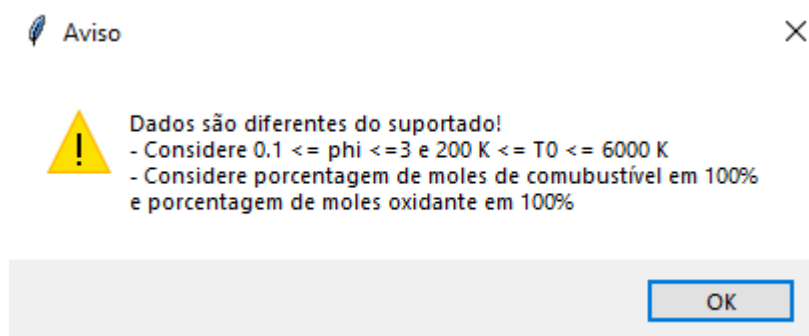 Aviso
Dados são diferentes do suportado!
- Considere 0.1 <= phi <=3 e 200 K <= T0 <= 6000 K
- Considere porcentagem de moles de comubustível em 100%
e porcentagem de moles oxidante em 100%
OK